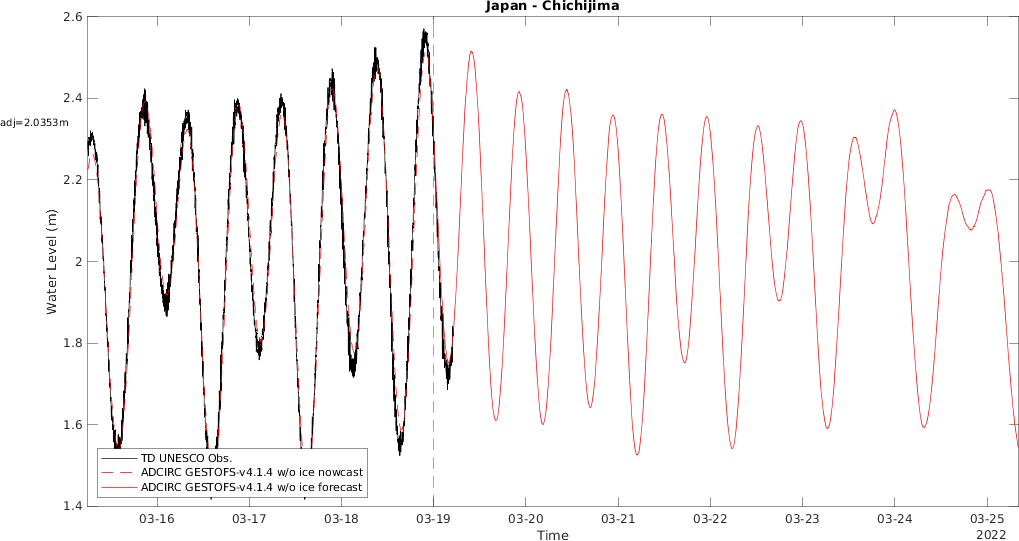 Japan - Chichijima
2.6
2.4
adj=2.0353m
2.2
2
1.8
1.6
1.4
Water Level (m)
TD UNESCO Obs.
ADCIRC GESTOFS-v4.1.4 w/o ice nowcast
ADCIRC GESTOFS-v4.1.4 w/o ice forecast
03-16 03-17 03-18 03-19 03-20 03-21 03-22 03-23 03-24 03-25
Time
2022